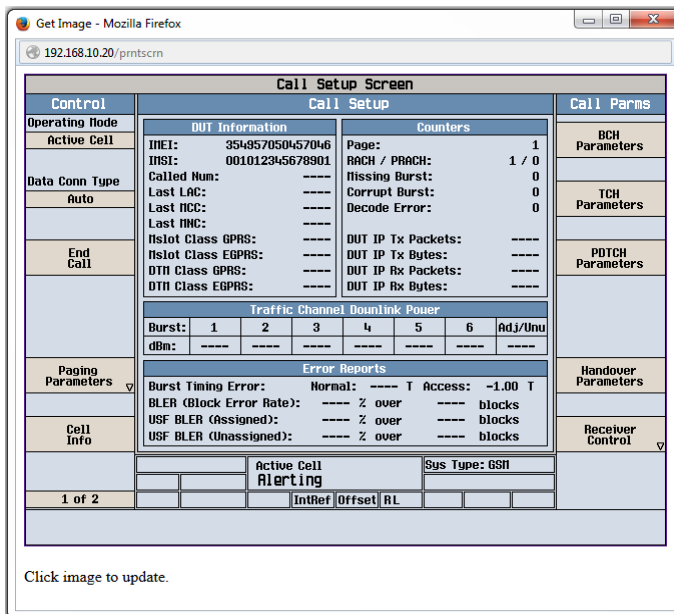 Get Image - Mozilla Firefox
192.168.10.20/prntscrn
Call Setup Screen
Control
Call Setup
Call Parms
Operating Mode
Active Cell
Data Conn Type
Auto
End
Call
Paging
Parameters
Cell
Info
1 of 2
DUT Information
IMEI: 354957050457046
IMSI: 001012345678901
Called Num: ----
Last LAC: ----
Last MCC: ----
Last MNC: ----
Mslot Class GPRS: ----
Mslot Class EGPRS: ----
DTM Class GPRS: ----
DTM Class EGPRS: ----
Counters
Page: 1
RACH / PRACH: 1 / 0
Missing Burst: 0
Corrupt Burst: 0
Decode Error: 0
DUT IP Tx Packets: ----
DUT IP Tx Bytes: ----
DUT IP Rx Packets: ----
DUT IP Rx Bytes: ----
Traffic Channel Downlink Power
Burst: 1 2 3 4 5 6 Adj/Unu
dBm: ---- ---- ---- ---- ---- ---- ----
Error Reports
Burst Timing Error: Normal: ---- T Access: -1.00 T
BLER (Block Error Rate): ---- % over ---- blocks
USF BLER (Assigned): ---- % over ---- blocks
USF BLER (Unassigned): ---- % over ---- blocks
Active Cell
Alerting
Sys Type: GSM
IntRef Offset RL
BCH
Parameters
TCH
Parameters
PDTCH
Parameters
Handover
Parameters
Receiver
Control
Click image to update.